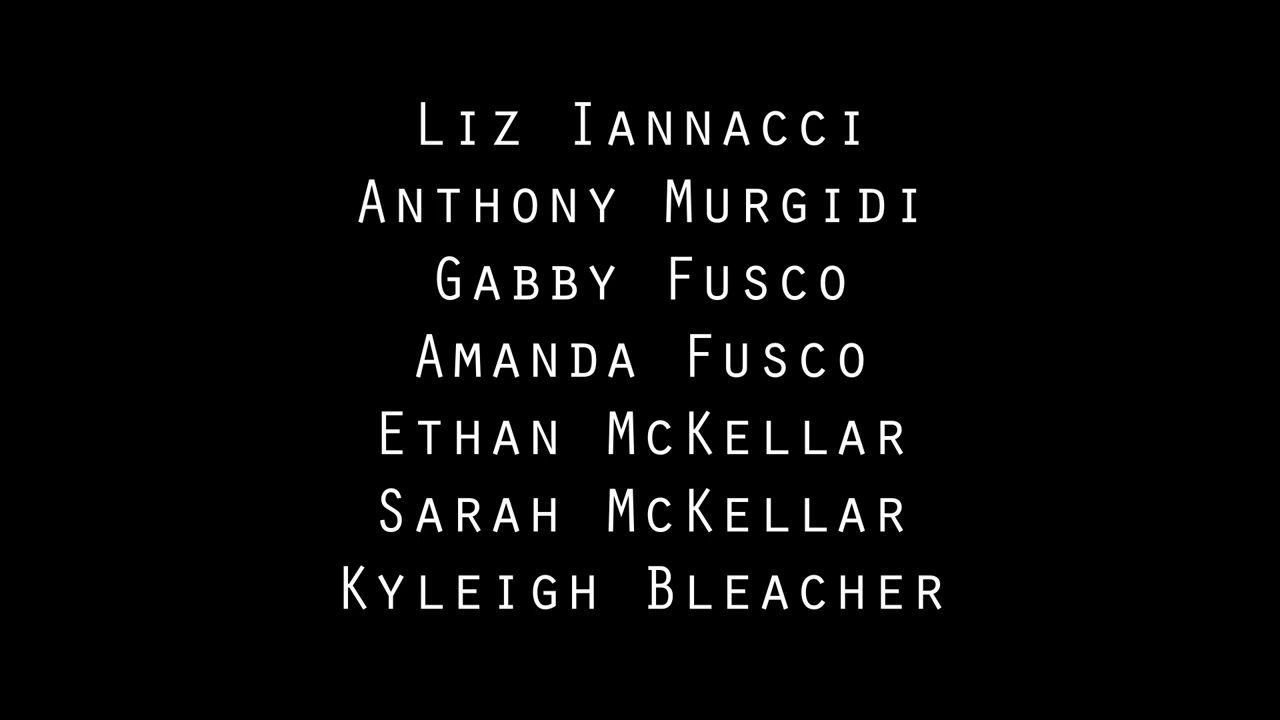 Liz Iannacci
Anthony Murgidi
Gabby Fusco
Amanda Fusco
Ethan McKellar
Sarah McKellar
Kyleigh Bleacher